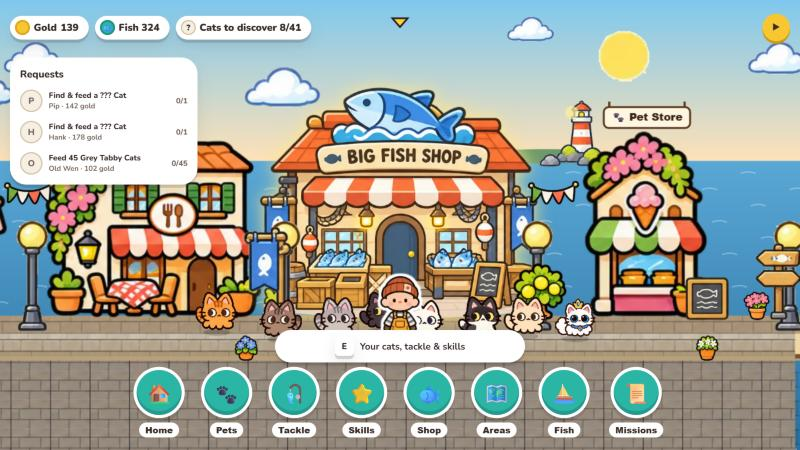 Gold 139
Fish 324
? Cats to discover 8/41
Requests
P Find & feed a ??? Cat 0/1
Pip · 142 gold
H Find & feed a ??? Cat 0/1
Hank · 178 gold
O Feed 45 Grey Tabby Cats 0/45
Old Wen · 102 gold
Pet Store
BIG FISH SHOP
E Your cats, tackle & skills
Home
Pets
Tackle
Skills
Shop
Areas
Fish
Missions